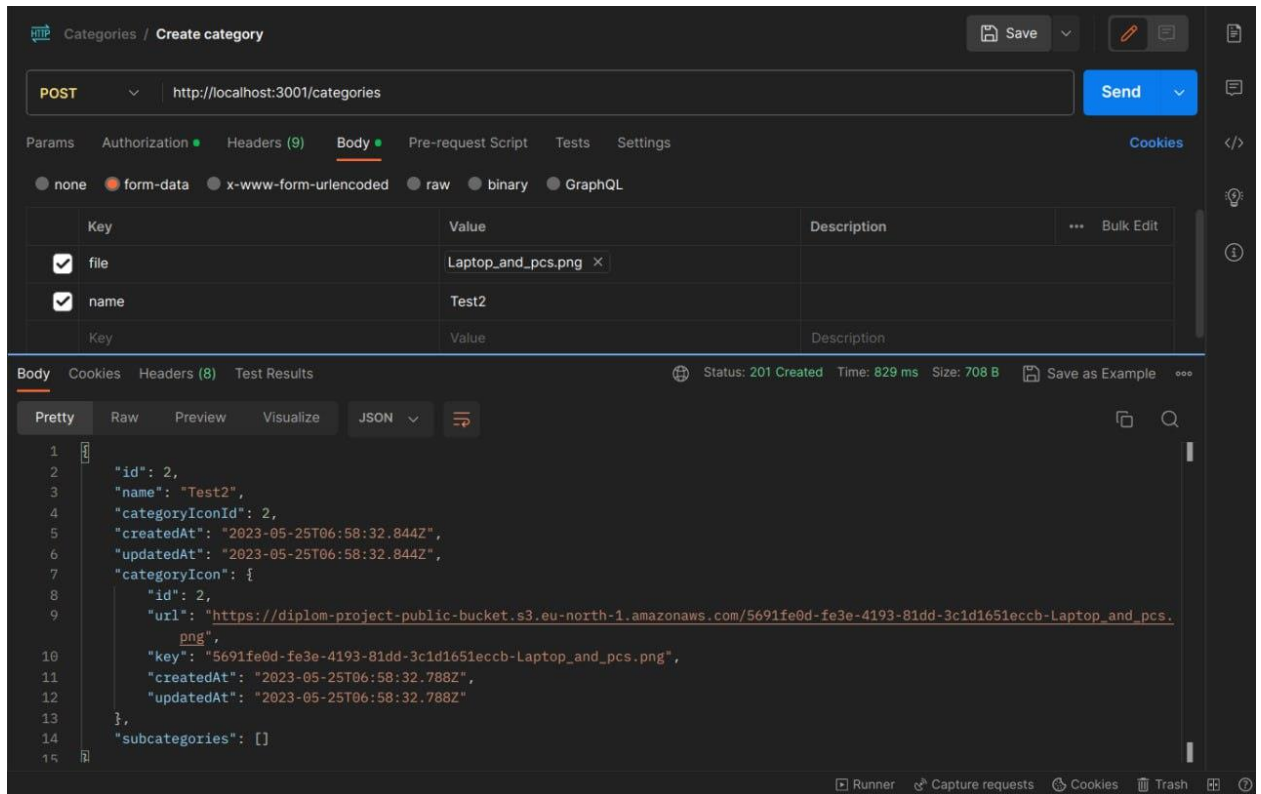 HTTP Categories / Create category Save
POST http://localhost:3001/categories Send
Params Authorization Headers (9) Body Pre-request Script Tests Settings Cookies
none form-data x-www-form-urlencoded raw binary GraphQL
Key Value Description ••• Bulk Edit
file Laptop_and_pcs.png ×
name Test2
Key Value Description
Body Cookies Headers (8) Test Results Status: 201 Created Time: 829 ms Size: 708 B Save as Example
Pretty Raw Preview Visualize JSON
1 {
2 "id": 2,
3 "name": "Test2",
4 "categoryIconId": 2,
5 "createdAt": "2023-05-25T06:58:32.844Z",
6 "updatedAt": "2023-05-25T06:58:32.844Z",
7 "categoryIcon": {
8 "id": 2,
9 "url": "https://diplom-project-public-bucket.s3.eu-north-1.amazonaws.com/5691fe0d-fe3e-4193-81dd-3c1d1651eccb-Laptop_and_pcs.
png",
10 "key": "5691fe0d-fe3e-4193-81dd-3c1d1651eccb-Laptop_and_pcs.png",
11 "createdAt": "2023-05-25T06:58:32.788Z",
12 "updatedAt": "2023-05-25T06:58:32.788Z"
13 },
14 "subcategories": []
15 }
Runner Capture requests Cookies Trash